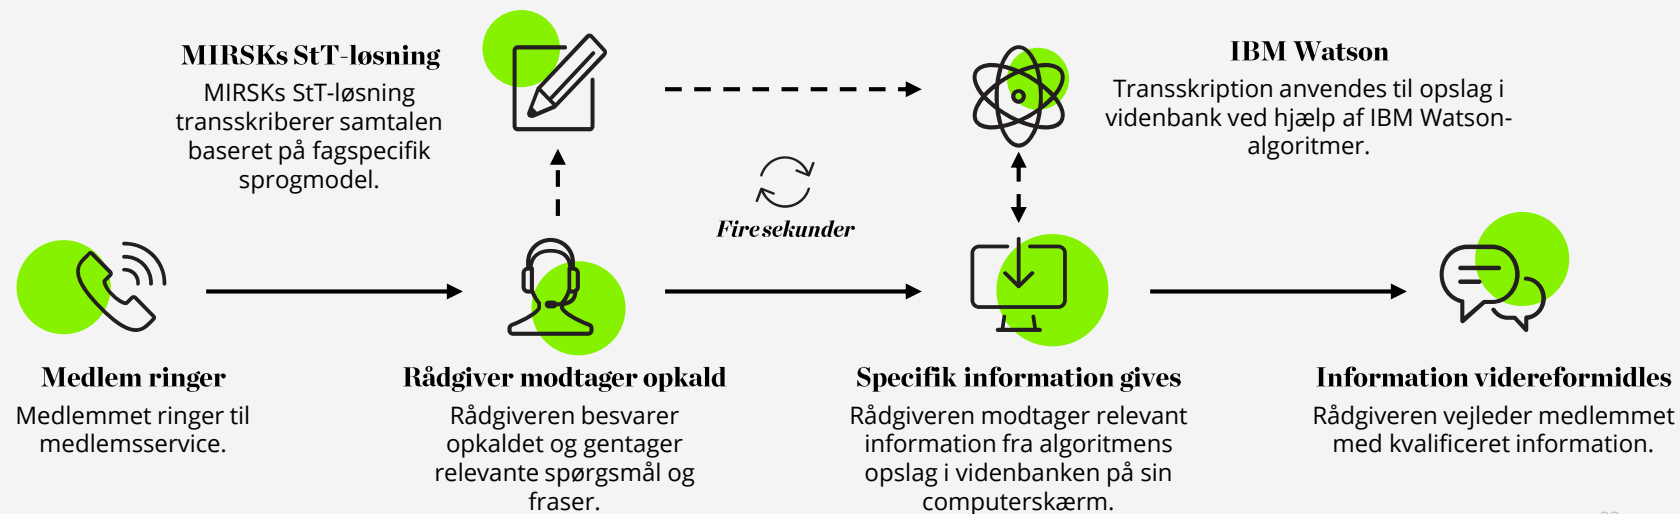 MIRSKs StT-løsning
MIRSKs StT-løsning
transskriberer samtalen
baseret på fagspecifik
sprogmodel.
IBM Watson
Transskription anvendes til opslag i
videnbank ved hjælp af IBM Watson-
algoritmer.
Fire sekunder
Medlem ringer
Medlemmet ringer til
medlemsservice.
Rådgiver modtager opkald
Rådgiveren besvarer
opkaldet og gentager
relevante spørgsmål og
fraser.
Specifik information gives
Rådgiveren modtager relevant
information fra algoritmens
opslag i videnbanken på sin
computerskærm.
Information videreformidles
Rådgiveren vejleder medlemmet
med kvalificeret information.